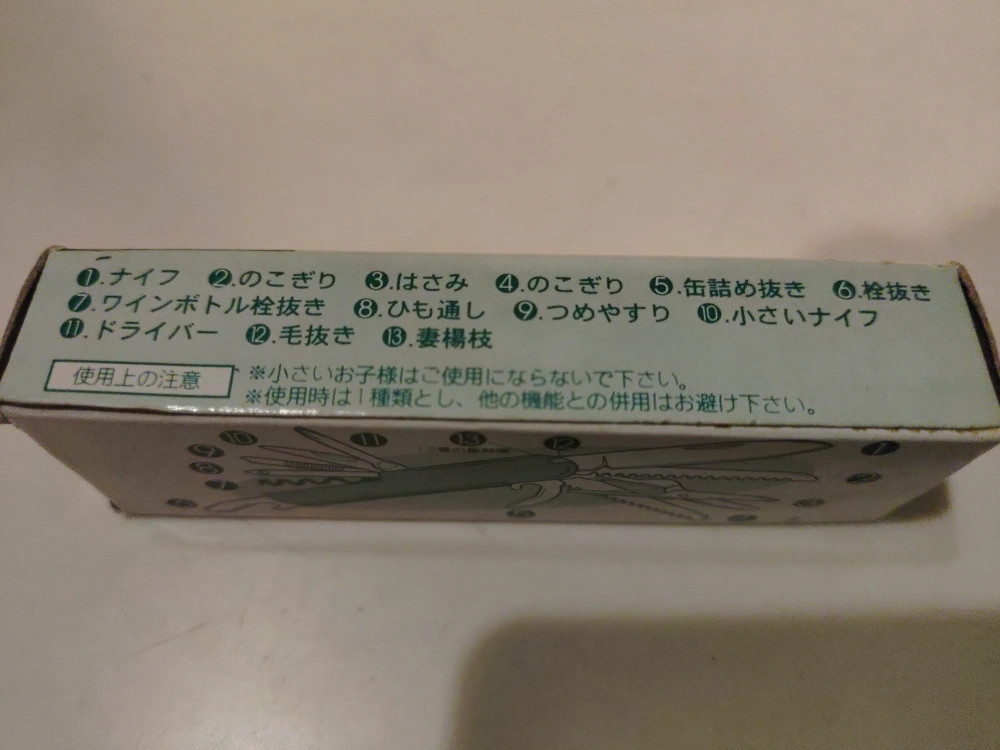 ❶.ナイフ ❷.のこぎり ❸.はさみ ❹.のこぎり ❺.缶詰め抜き ❻.栓抜き
❼.ワインボトル栓抜き ❽.ひも通し ❾.つめやすり ❿.小さいナイフ
⓫.ドライバー ⓬.毛抜き ⓭.妻楊枝
使用上の注意
※小さいお子様はご使用にならないで下さい。
※使用時は1種類とし、他の機能との併用はお避け下さい。
❿ ⓫ ⓭ ⓬
❾
❽